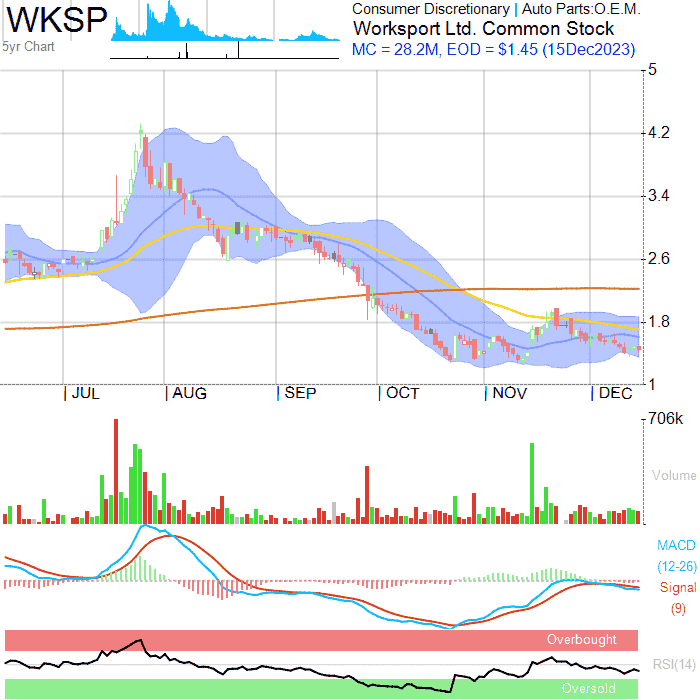 WKSP
5yr Chart
Consumer Discretionary | Auto Parts:O.E.M.
Worksport Ltd. Common Stock
MC = 28.2M, EOD = $1.45 (15Dec2023)
5
4.2
3.4
2.6
1.8
1
JUL AUG SEP OCT NOV DEC
706k
Volume
MACD
(12-26)
Signal
(9)
Overbought
RSI(14)
Oversold